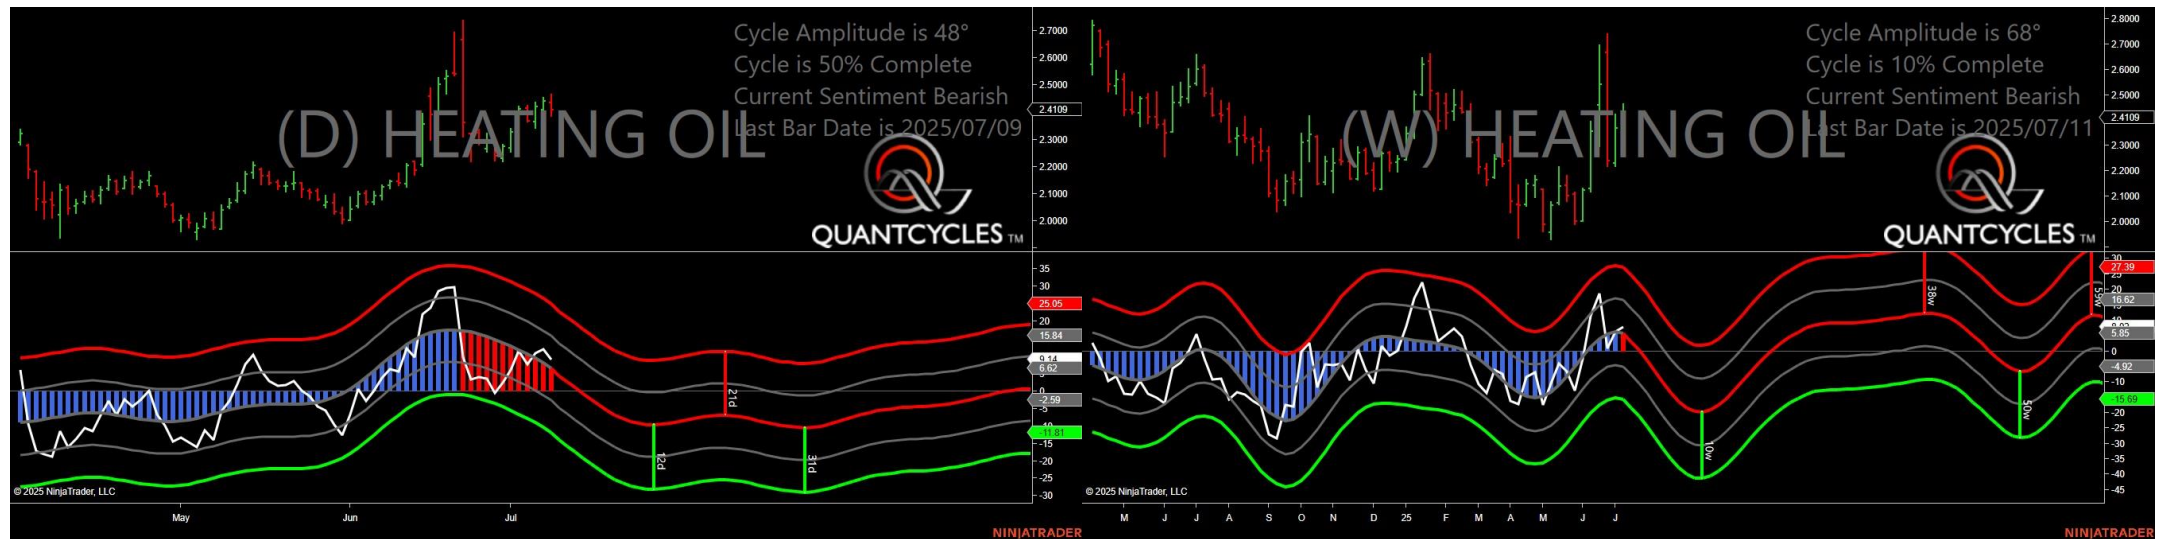 Cycle Amplitude is 48°
Cycle is 50% Complete
Current Sentiment Bearish
Last Bar Date is 2025/07/09
(D) HEATING OIL
QUANTCYCLES TM
2.7000
2.6000
2.5000
2.4109
2.3000
2.2000
2.1000
2.0000
35
30
25.05
20
15.84
9.14
6.62
0
-2.59
-5
-11.81
-15
-20
-25
-30
12d
21d
31d
© 2025 NinjaTrader, LLC
May
Jun
Jul
NINJATRADER
Cycle Amplitude is 68°
Cycle is 10% Complete
Current Sentiment Bearish
Last Bar Date is 2025/07/11
(W) HEATING OIL
QUANTCYCLES TM
2.8000
2.7000
2.6000
2.5000
2.4109
2.3000
2.2000
2.1000
2.0000
30
27.39
25
20
16.62
5.85
0
-4.92
-10
-15.69
-20
-25
-30
-35
-40
-45
10w
38w
50w
59w
© 2025 NinjaTrader, LLC
M
J
J
A
S
O
N
D
25
F
M
A
M
J
J
NINJATRADER